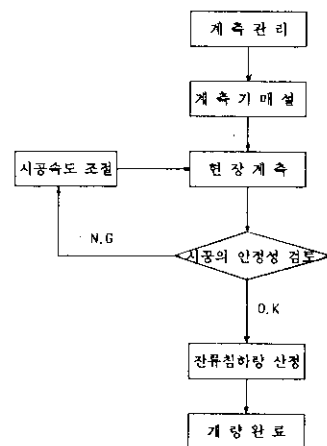 계측관리
계측기매설
시공속도 조절
현장계측
N.G
시공의 안정성 검토
O.K
잔류침하량 산정
개량완료